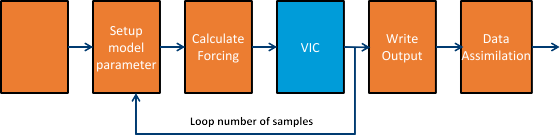 Setup
model
parameter
Calculate
Forcing
VIC
Write
Output
Data
Assimilation
Loop number of samples